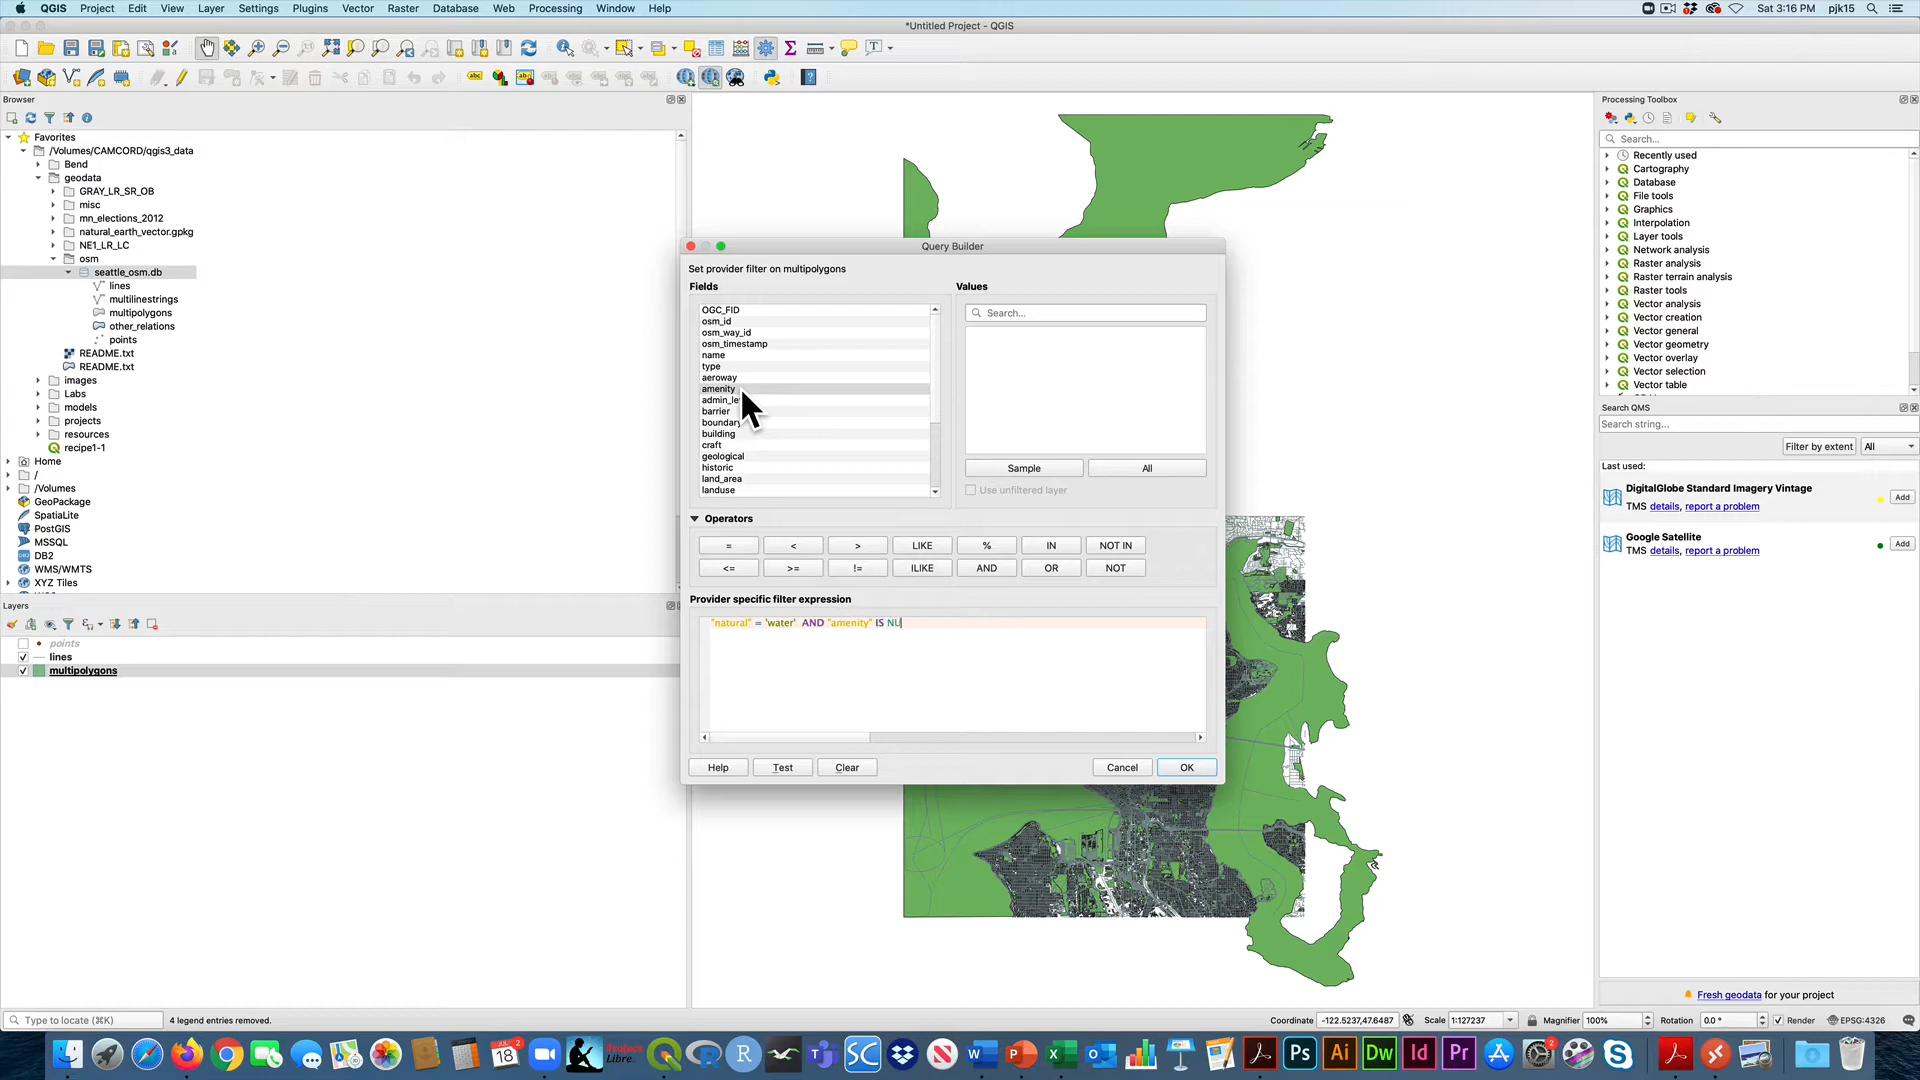 QGIS Project Edit View Layer Settings Plugins Vector Raster Database Web Processing Window Help
Sat 3:16 PM pjk15
*Untitled Project - QGIS
Browser
Processing Toolbox
Favorites
/Volumes/CAMCORD/qgis3_data
Bend
geodata
GRAY_LR_SR_OB
misc
mn_elections_2012
natural_earth_vector.gpkg
NE1_LR_LC
osm
seattle_osm.db
lines
multilinestrings
multipolygons
other_relations
points
README.txt
README.txt
images
Labs
models
projects
resources
recipe1-1
Home
/
/Volumes
GeoPackage
SpatiaLite
PostGIS
MSSQL
DB2
WMS/WMTS
XYZ Tiles
Layers
points
lines
multipolygons
Query Builder
Set provider filter on multipolygons
Fields
Values
OGC_FID
osm_id
osm_way_id
osm_timestamp
name
type
aeroway
amenity
admin_le
barrier
boundary
building
craft
geological
historic
land_area
landuse
Search...
Sample All
Use unfiltered layer
Operators
= < > LIKE % IN NOT IN
<= >= != ILIKE AND OR NOT
Provider specific filter expression
"natural" = 'water' AND "amenity" IS NU
Help Test Clear Cancel OK
Search...
Recently used
Cartography
Database
File tools
Graphics
Interpolation
Layer tools
Network analysis
Raster analysis
Raster terrain analysis
Raster tools
Vector analysis
Vector creation
Vector general
Vector geometry
Vector overlay
Vector selection
Vector table
Search QMS
Search string...
Filter by extent All
Last used:
DigitalGlobe Standard Imagery Vintage
TMS details, report a problem
Add
Google Satellite
TMS details, report a problem
Add
Fresh geodata for your project
Type to locate (⌘K) 4 legend entries removed.
Coordinate -122.5237,47.6487 Scale 1:127237 Magnifier 100% Rotation 0.0 ° Render EPSG:4326